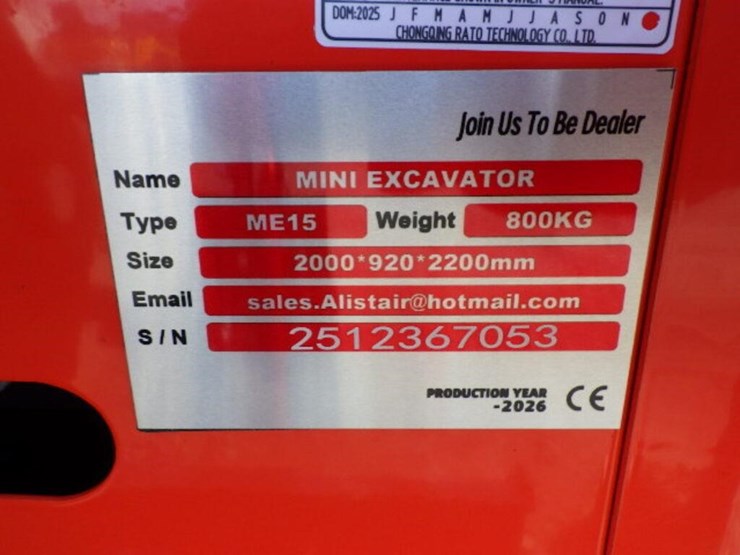 DOM:2025 J F M A M J J A S O N
CHONGQING RATO TECHNOLOGY CO., LTD.
Join Us To Be Dealer
Name MINI EXCAVATOR
Type ME15 Weight 800KG
Size 2000*920*2200mm
Email sales.Alistair@hotmail.com
S/N 2512367053
PRODUCTION YEAR
-2026 CE